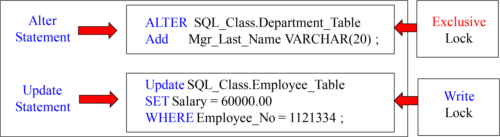 Alter
Statement
ALTER SQL_Class.Department_Table
Add Mgr_Last_Name VARCHAR(20) ;
Exclusive
Lock
Update
Statement
Update SQL_Class.Employee_Table
SET Salary = 60000.00
WHERE Employee_No = 1121334 ;
Write
Lock